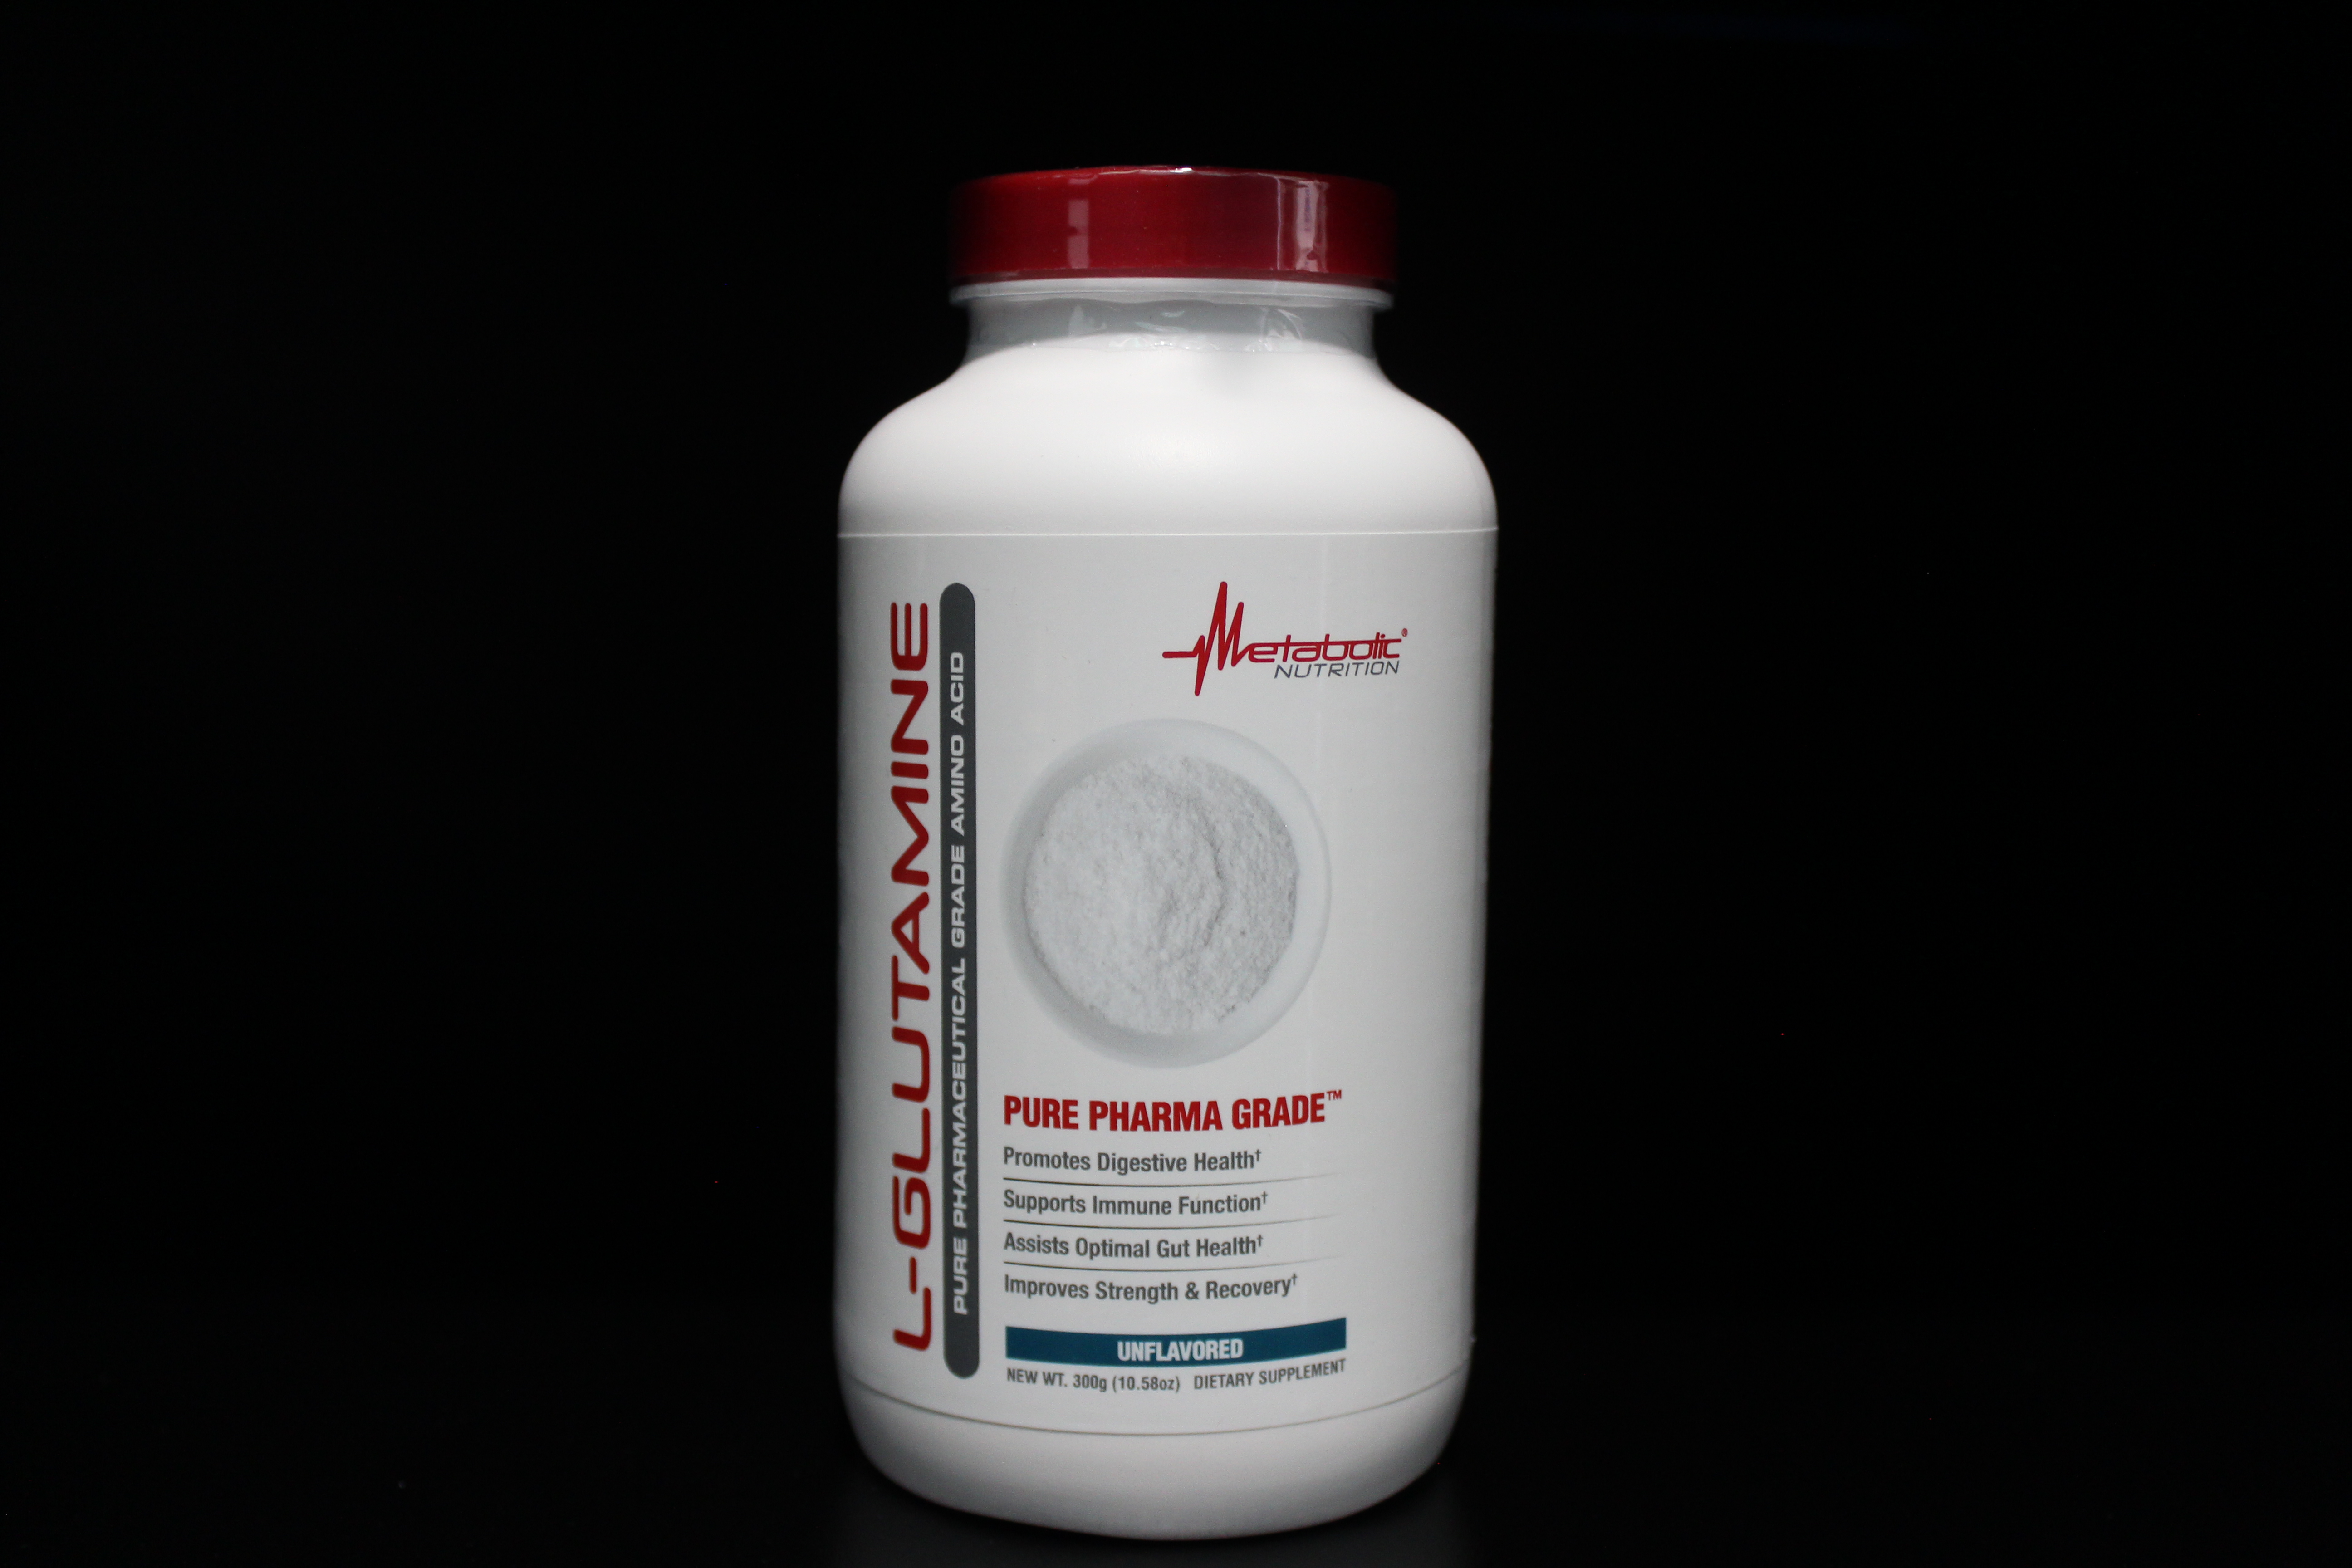 L-GLUTAMINE
PURE PHARMACEUTICAL GRADE AMINO ACID
Metabolic®
NUTRITION
PURE PHARMA GRADE™
Promotes Digestive Health†
Supports Immune Function†
Assists Optimal Gut Health†
Improves Strength & Recovery†
UNFLAVORED
NEW WT. 300g (10.58oz) DIETARY SUPPLEMENT